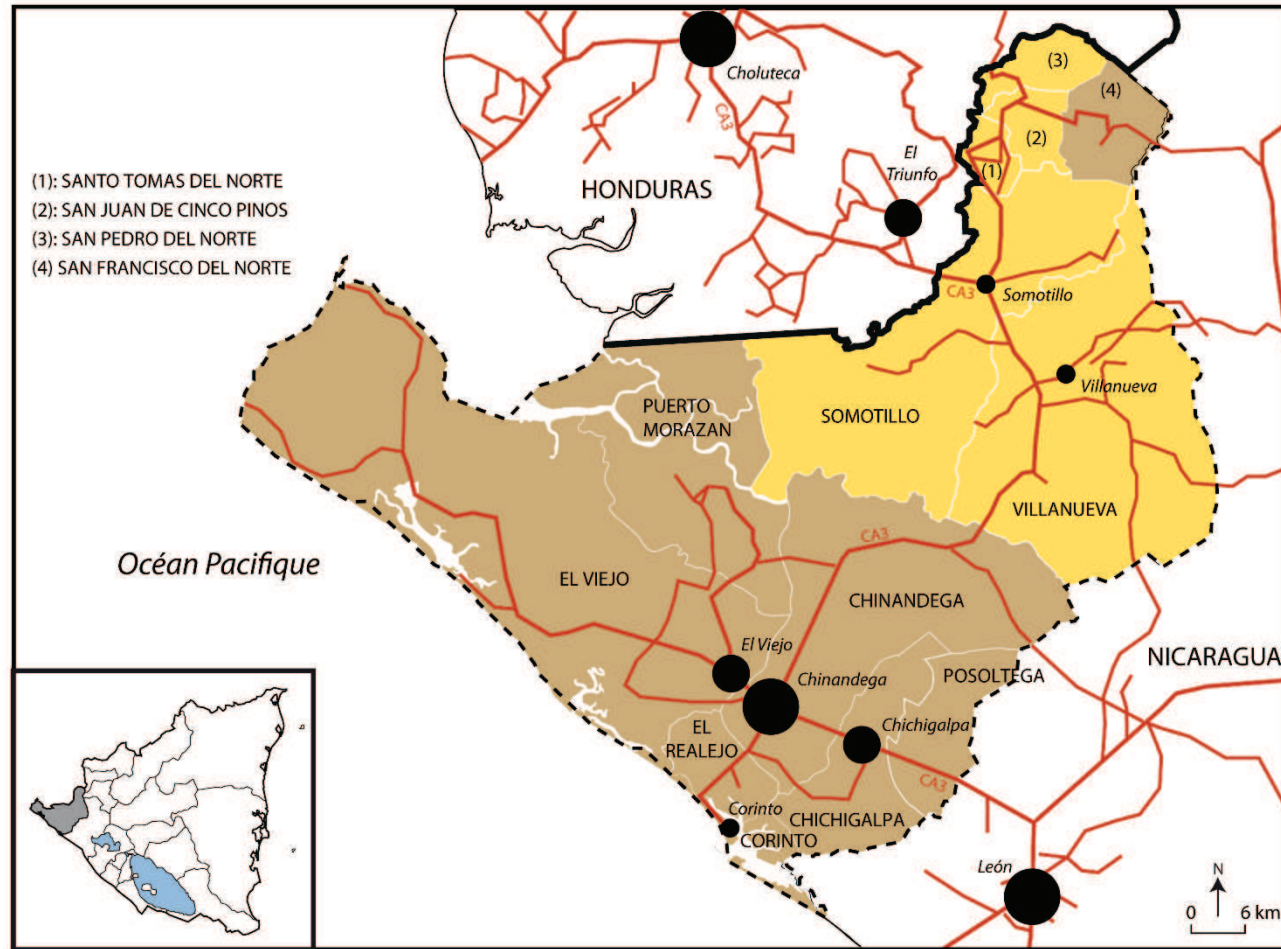 Choluteca
(3)
(4)
CA3
(2)
El
Triunfo
(1)
(1): SANTO TOMAS DEL NORTE
(2): SAN JUAN DE CINCO PINOS
(3): SAN PEDRO DEL NORTE
(4) SAN FRANCISCO DEL NORTE
HONDURAS
CA3
Somotillo
Villanueva
PUERTO
MORAZAN
SOMOTILLO
VILLANUEVA
CA3
Océan Pacifique
EL VIEJO
CHINANDEGA
El Viejo
Chinandega
POSOLTEGA
NICARAGUA
EL
REALEJO
Chichigalpa
CA3
Corinto
CHICHIGALPA
CORINTO
León
N
0 6 km